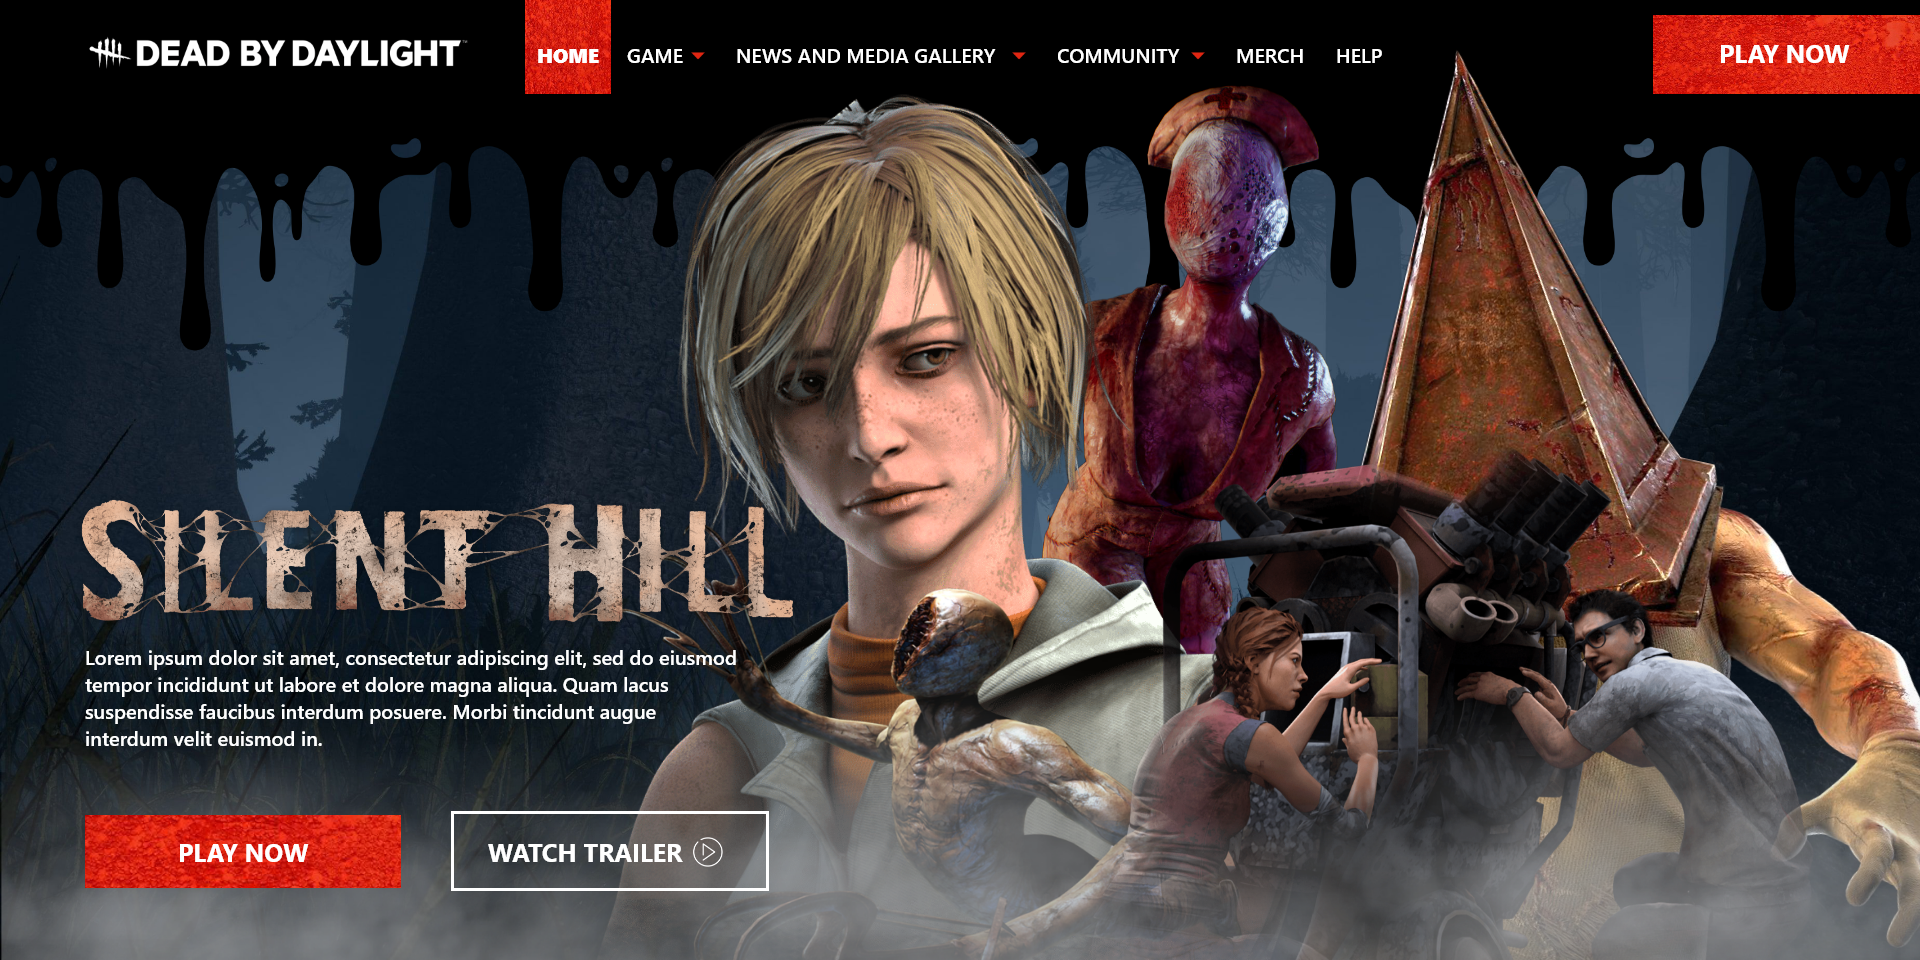 DEAD BY DAYLIGHT™
HOME
GAME
NEWS AND MEDIA GALLERY
COMMUNITY
MERCH
HELP
PLAY NOW
SILENT HILL
Lorem ipsum dolor sit amet, consectetur adipiscing elit, sed do eiusmod
tempor incididunt ut labore et dolore magna aliqua. Quam lacus
suspendisse faucibus interdum posuere. Morbi tincidunt augue
interdum velit euismod in.
PLAY NOW
WATCH TRAILER